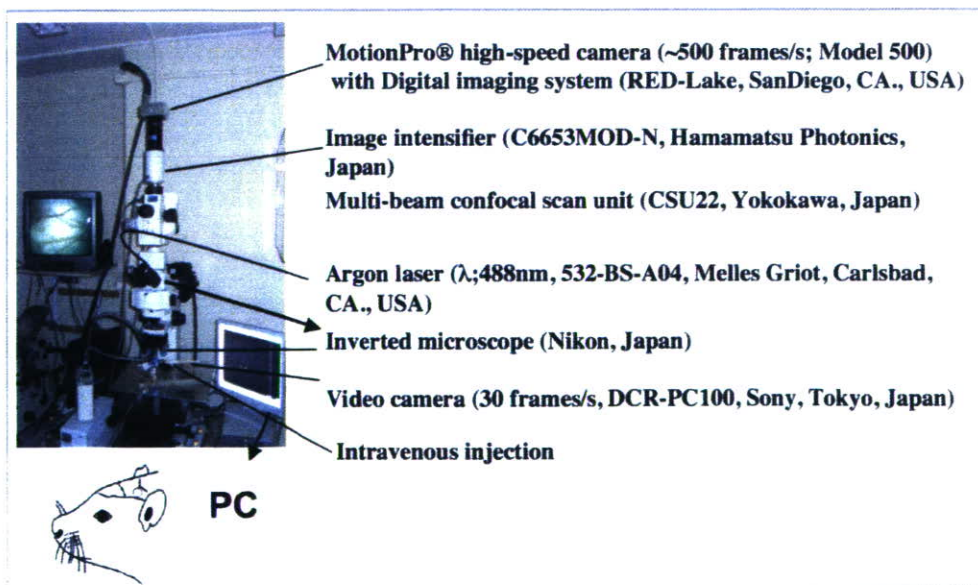 MotionPro® high-speed camera (~500 frames/s; Model 500)
with Digital imaging system (RED-Lake, SanDiego, CA., USA)
Image intensifier (C6653MOD-N, Hamamatsu Photonics,
Japan)
Multi-beam confocal scan unit (CSU22, Yokokawa, Japan)
Argon laser (λ;488nm, 532-BS-A04, Melles Griot, Carlsbad,
CA., USA)
Inverted microscope (Nikon, Japan)
Video camera (30 frames/s, DCR-PC100, Sony, Tokyo, Japan)
Intravenous injection
PC